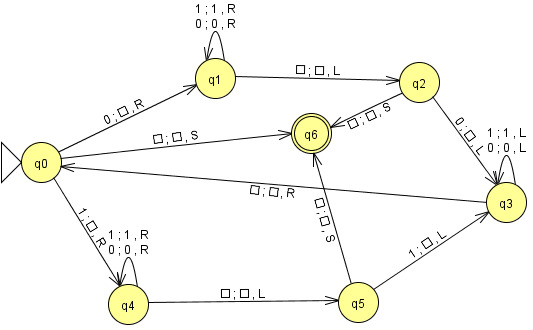 1 ; 1 , R
0 ; 0 , R
q1
□ ; □ , L
q2
0 ; □ , R
□ ; □ , S
q6
□ ; □ , S
0 ; □ , L
1 ; 1 , L
0 ; 0 , L
q0
□ ; □ , R
q3
1 ; □ , R
1 ; 1 , R
0 ; 0 , R
□ ; □ , S
1 ; □ , L
q4
□ ; □ , L
q5